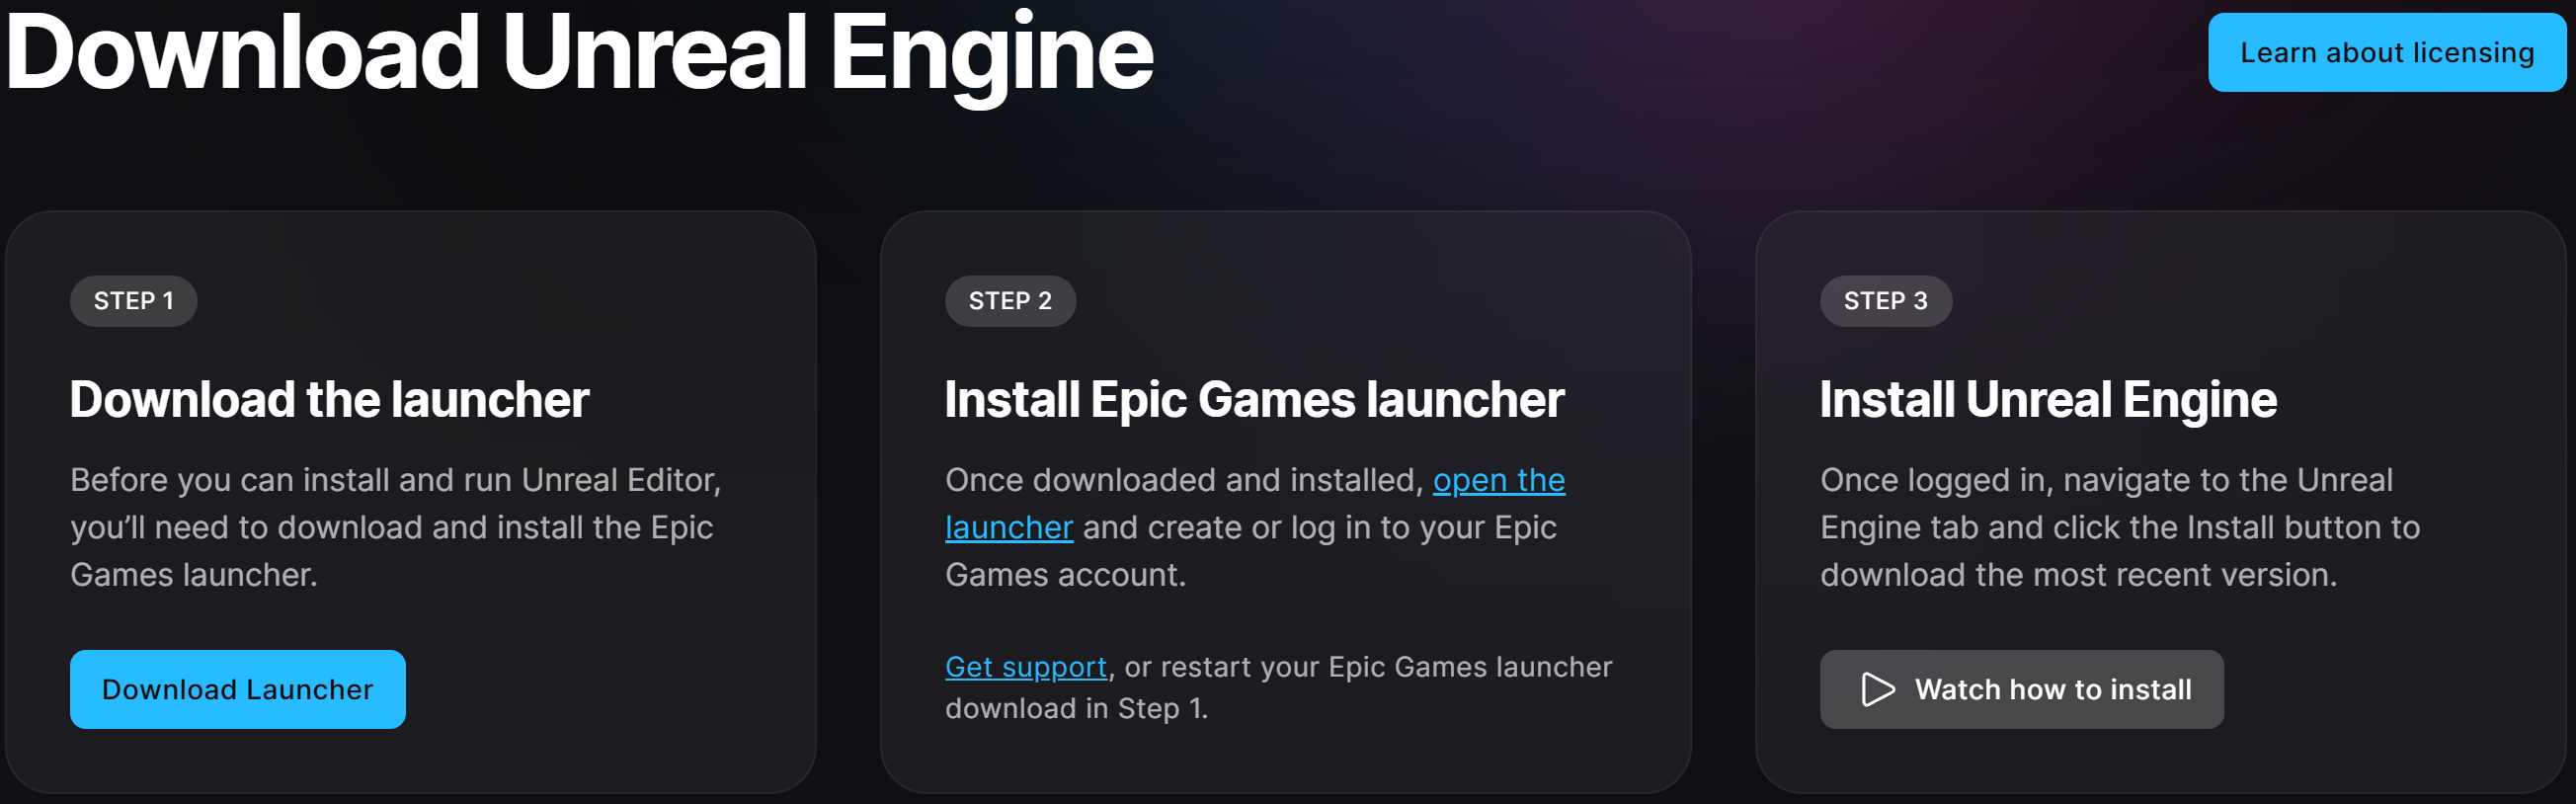 Download Unreal Engine
Learn about licensing
STEP 1
Download the launcher
Before you can install and run Unreal Editor,
you’ll need to download and install the Epic
Games launcher.
Download Launcher
STEP 2
Install Epic Games launcher
Once downloaded and installed, open the
launcher and create or log in to your Epic
Games account.
Get support, or restart your Epic Games launcher
download in Step 1.
STEP 3
Install Unreal Engine
Once logged in, navigate to the Unreal
Engine tab and click the Install button to
download the most recent version.
Watch how to install